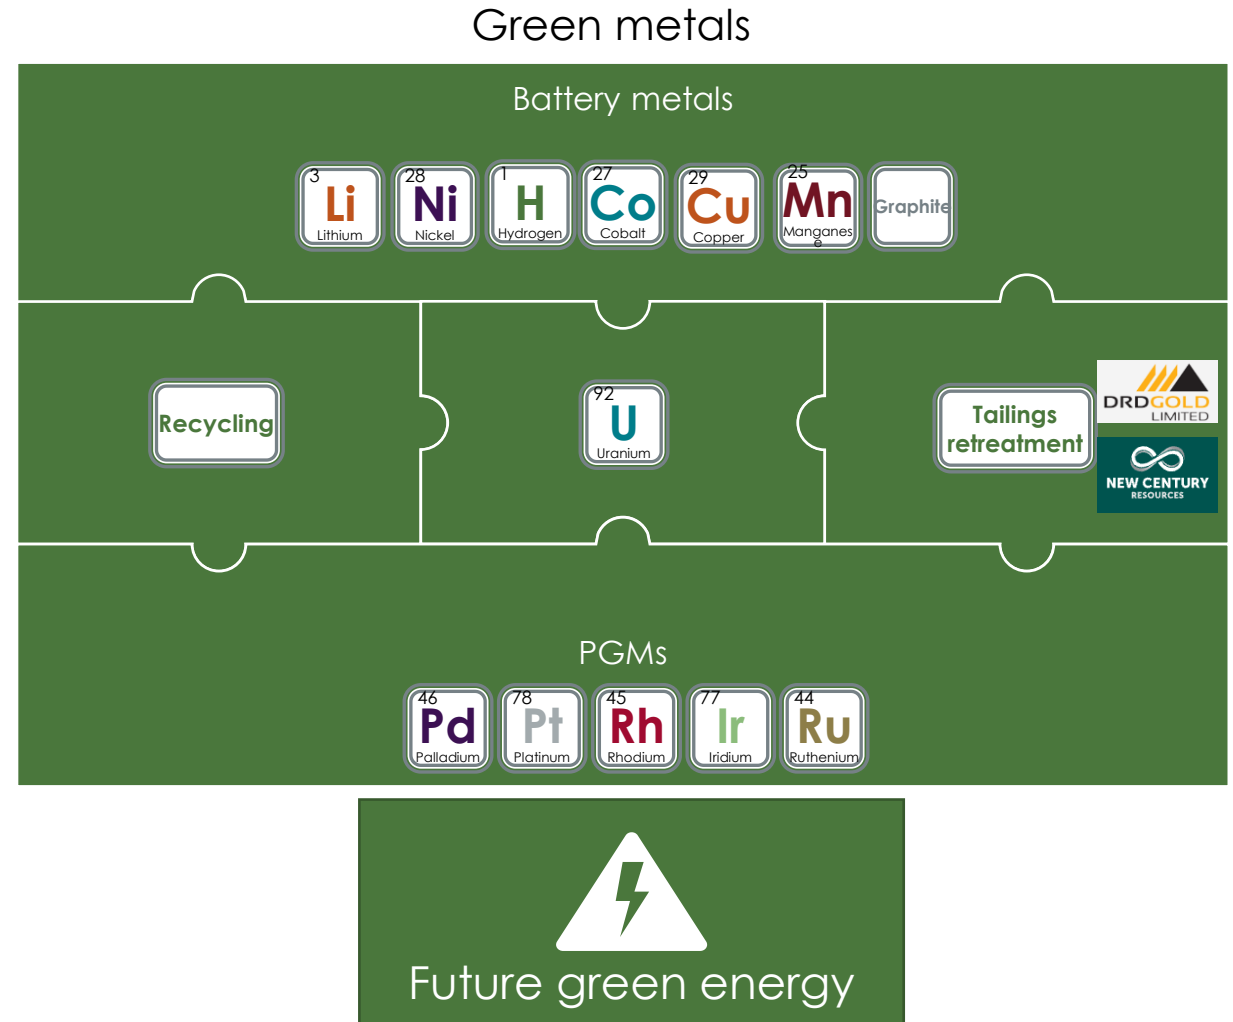 Green metals
Battery metals
3
Li
Lithium
28
Ni
Nickel
1
H
Hydrogen
27
Co
Cobalt
29
Cu
Copper
25
Mn
Manganes
e
Graphite
Recycling
92
U
Uranium
Tailings
retreatment
DRDGOLD
LIMITED
NEW CENTURY
RESOURCES
PGMs
46
Pd
Palladium
78
Pt
Platinum
45
Rh
Rhodium
77
Ir
Iridium
44
Ru
Ruthenium
Future green energy